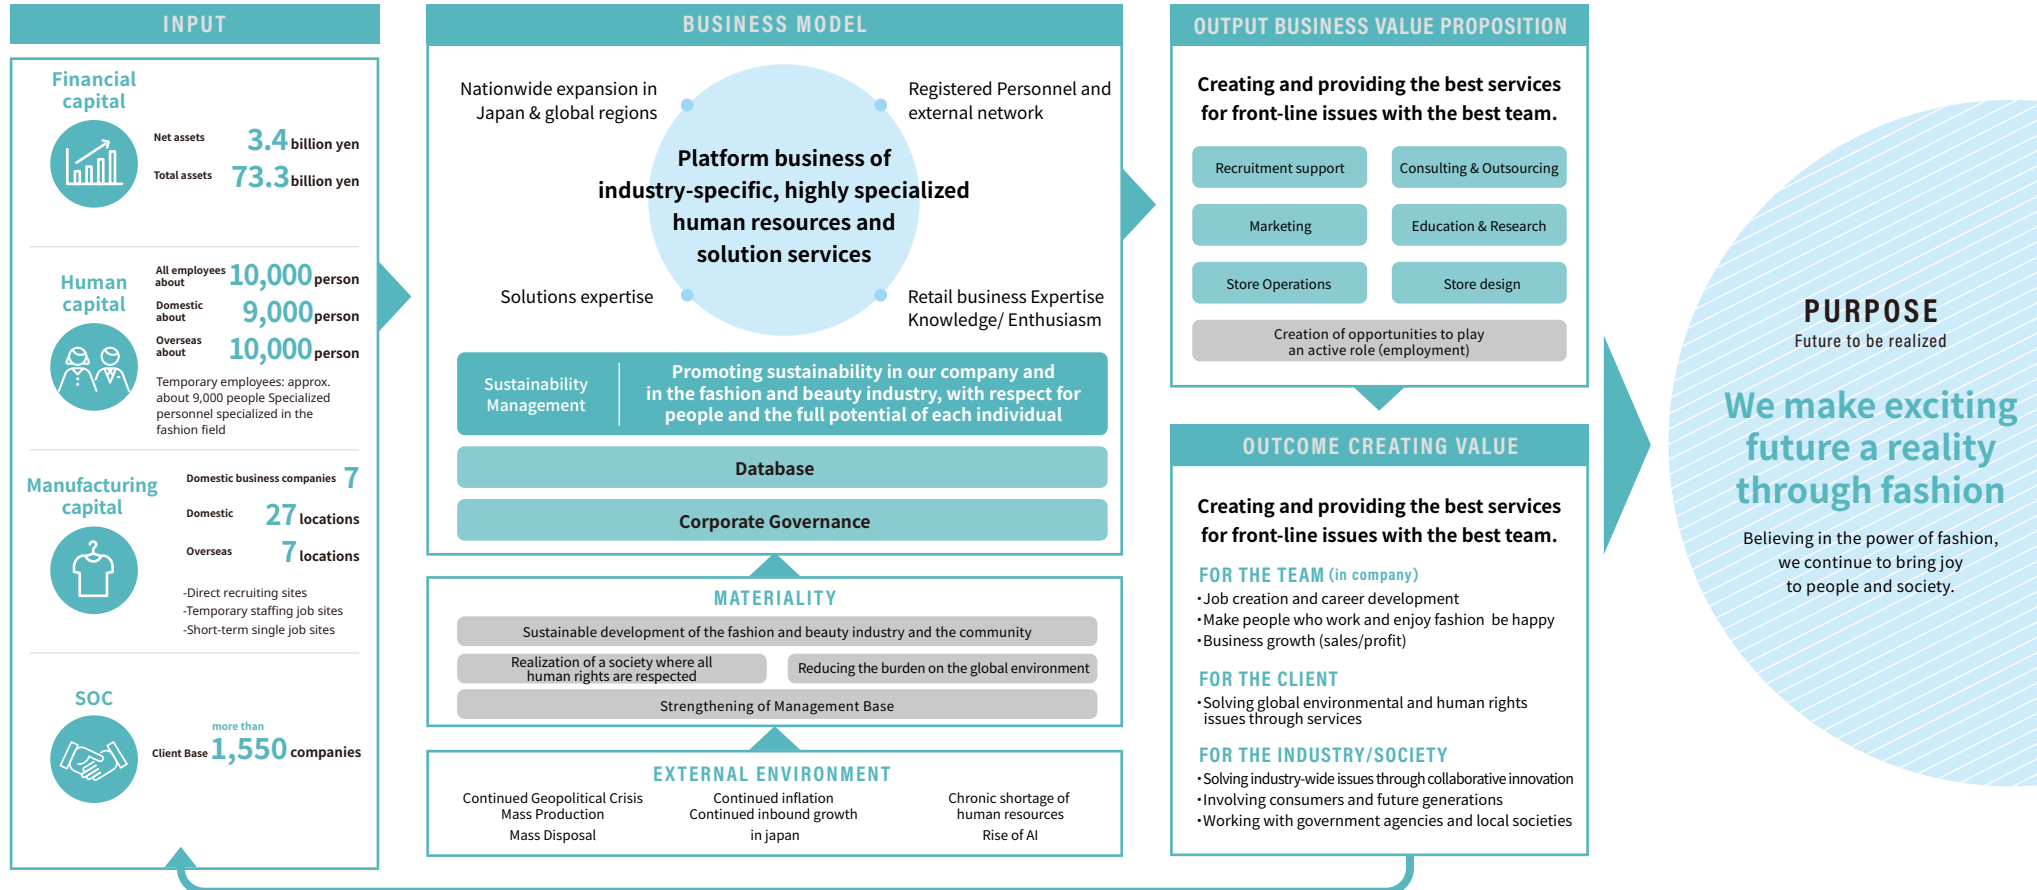 INPUT
Financial
capital
Net assets 3.4 billion yen
Total assets 73.3 billion yen
Human
capital
All employees
about 10,000 person
Domestic
about 9,000 person
Overseas
about 10,000 person
Temporary employees: approx.
about 9,000 people Specialized
personnel specialized in the
fashion field
Manufacturing
capital
Domestic business companies 7
Domestic 27 locations
Overseas 7 locations
-Direct recruiting sites
-Temporary staffing job sites
-Short-term single job sites
SOC
more than
Client Base 1,550 companies
BUSINESS MODEL
Nationwide expansion in
Japan & global regions
Registered Personnel and
external network
Platform business of
industry-specific, highly specialized
human resources and
solution services
Solutions expertise
Retail business Expertise
Knowledge/ Enthusiasm
Sustainability
Management
Promoting sustainability in our company and
in the fashion and beauty industry, with respect for
people and the full potential of each individual
Database
Corporate Governance
MATERIALITY
Sustainable development of the fashion and beauty industry and the community
Realization of a society where all
human rights are respected
Reducing the burden on the global environment
Strengthening of Management Base
EXTERNAL ENVIRONMENT
Continued Geopolitical Crisis
Mass Production
Mass Disposal
Continued inflation
Continued inbound growth
in japan
Chronic shortage of
human resources
Rise of AI
OUTPUT BUSINESS VALUE PROPOSITION
Creating and providing the best services
for front-line issues with the best team.
Recruitment support
Consulting & Outsourcing
Marketing
Education & Research
Store Operations
Store design
Creation of opportunities to play
an active role (employment)
OUTCOME CREATING VALUE
Creating and providing the best services
for front-line issues with the best team.
FOR THE TEAM (in company)
・Job creation and career development
・Make people who work and enjoy fashion be happy
・Business growth (sales/profit)
FOR THE CLIENT
・Solving global environmental and human rights
issues through services
FOR THE INDUSTRY/SOCIETY
・Solving industry-wide issues through collaborative innovation
・Involving consumers and future generations
・Working with government agencies and local societies
PURPOSE
Future to be realized
We make exciting
future a reality
through fashion
Believing in the power of fashion,
we continue to bring joy
to people and society.